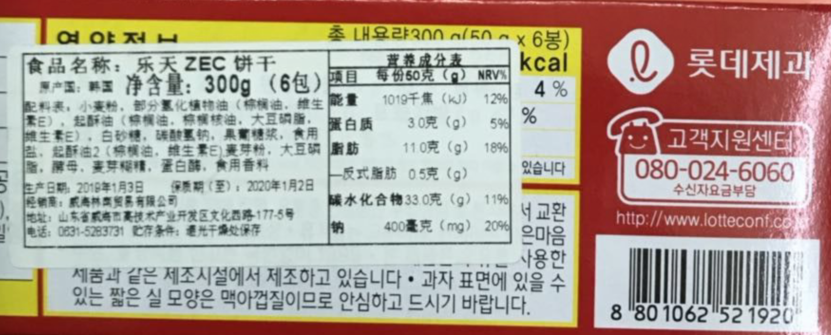 영양정보
총 내용량300 g(50 g x 6봉)
kcal
4 %
%
있습니다
食品名称：乐天 ZEC 饼干
原产国：韩国 净含量：300g（6包）
配料表：小麦粉，部分氢化植物油（棕榈油，维生
素E），起酥油（棕榈油，棕榈核油，大豆磷脂，
维生素E），白砂糖，碳酸氢钠，果葡糖浆，食用
盐，起酥油2（棕榈油，维生素E)麦芽粉，大豆磷
脂，酵母，麦芽糊精，蛋白酶，食用香料
生产日期：2019年1月3日 保质期（至）：2020年1月2日
经销商：威海林奥贸易有限公司
地址：山东省威海市高技术产业开发区文化西路-177-5号
电话：0631-5283731 贮存条件：避光干燥处保存
营养成分表
项目 每份50克（g） NRV%
能量 1019千焦（kJ） 12%
蛋白质 3.0克（g） 5%
脂肪 11.0克（g） 18%
—反式脂肪 0.5克（g）
碳水化合物33.0克（g） 11%
钠 400毫克（mg） 20%
서 교환
은마음
사용한
제품과 같은 제조시설에서 제조하고 있습니다 • 과자 표면에 있을 수
있는 짧은 실 모양은 맥아껍질이므로 안심하고 드시기 바랍니다.
롯데제과
고객지원센터
080-024-6060
수신자요금부담
http://www.lotteconf.co
8 801062 521920